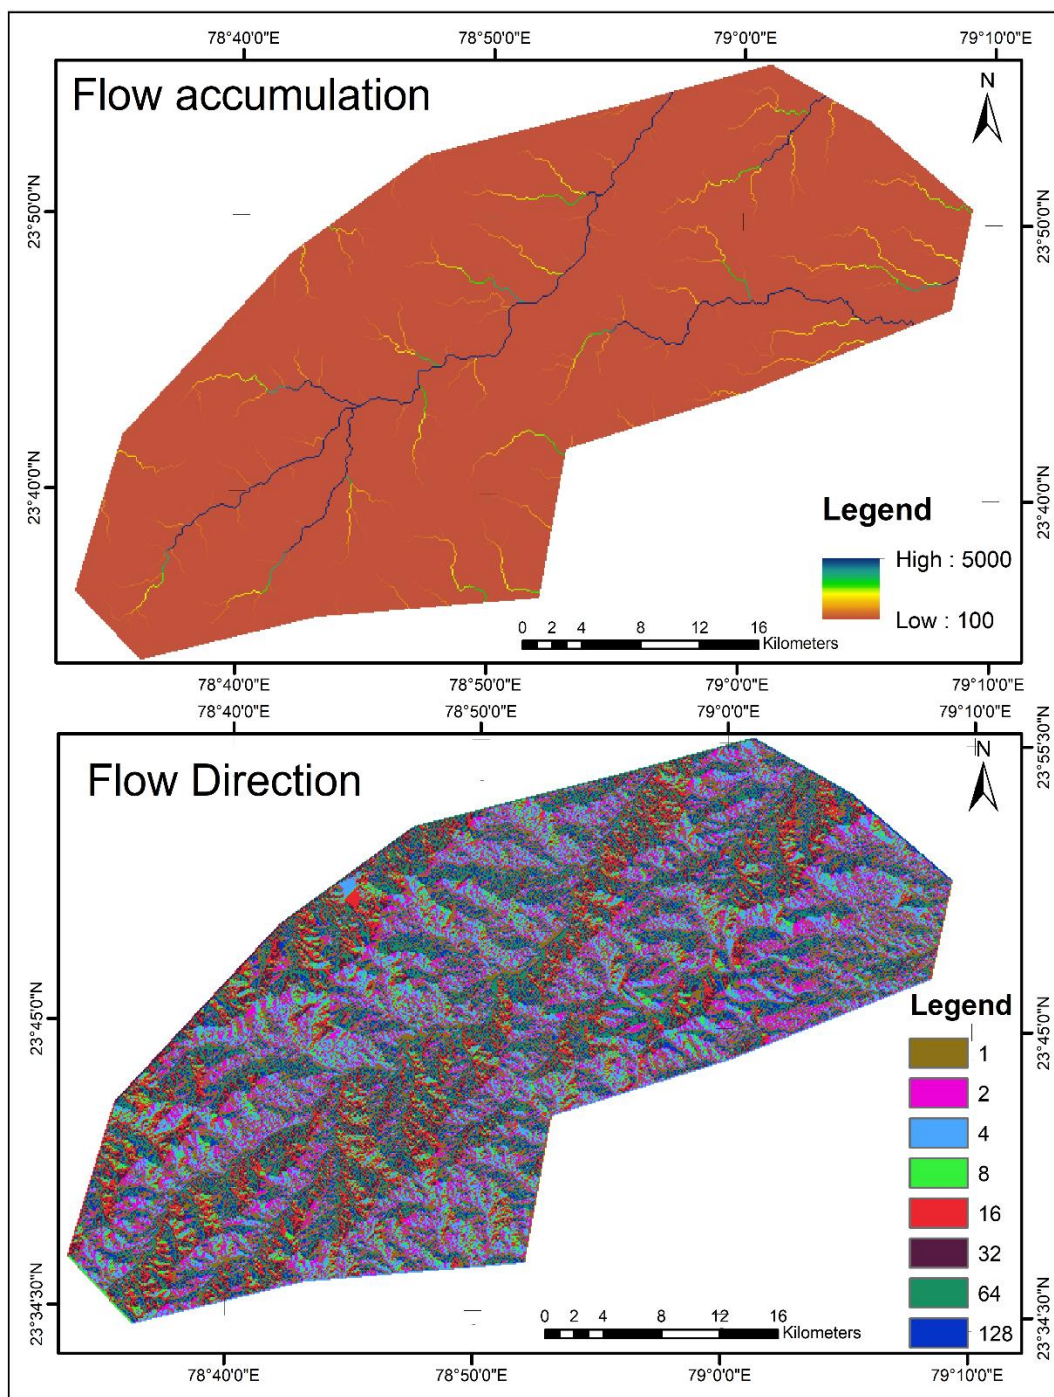 78°40'0"E 78°50'0"E 79°0'0"E 79°10'0"E
Flow accumulation
N
23°50'0"N
23°50'0"N
23°40'0"N
23°40'0"N
Legend
High : 5000
Low : 100
0 2 4 8 12 16
Kilometers
78°40'0"E 78°50'0"E 79°0'0"E 79°10'0"E
78°40'0"E 78°50'0"E 79°0'0"E 79°10'0"E
Flow Direction
N
23°55'30"N
23°45'0"N
23°45'0"N
Legend
1
2
4
8
16
32
64
128
23°34'30"N
23°34'30"N
0 2 4 8 12 16
Kilometers
78°40'0"E 78°50'0"E 79°0'0"E 79°10'0"E